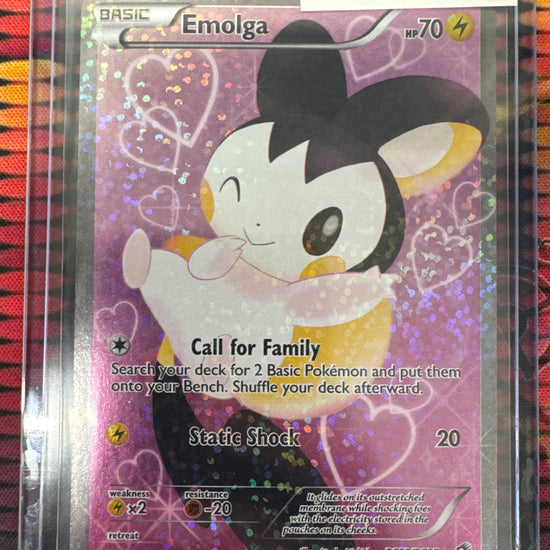 BASIC
Emolga
HP70
Call for Family
Search your deck for 2 Basic Pokémon and put them
onto your Bench. Shuffle your deck afterward.
Static Shock 20
weakness
×2
resistance
-20
It glides on its outstretched
membrane while shocking foes
with the electricity stored in the
pouches on its cheeks.
retreat